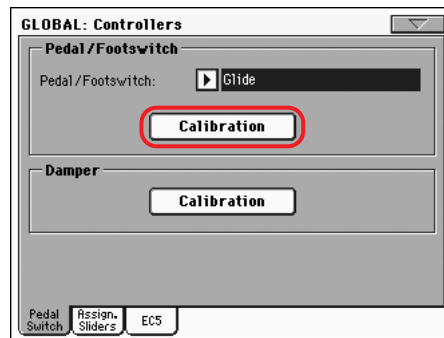 GLOBAL: Controllers
Pedal/Footswitch
Pedal/Footswitch: Glide
Calibration
Damper
Calibration
Pedal Switch
Assign. Sliders
EC5